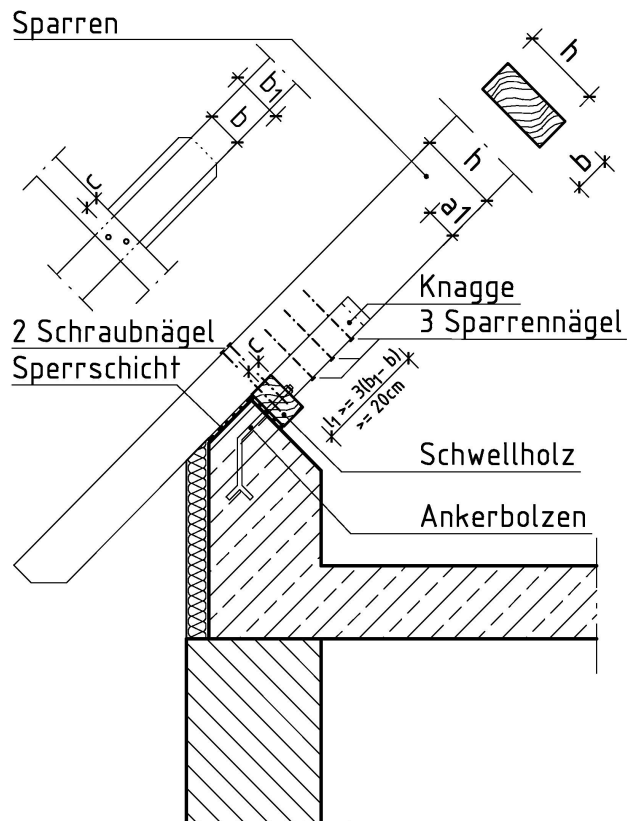 Sparren
h
b
b₁
b
c
h
a₁
Knagge
2 Schraubnägel
3 Sparrennägel
c
Sperrschicht
l₁ >= 3(b₁- b)
>= 20cm
Schwellholz
Ankerbolzen